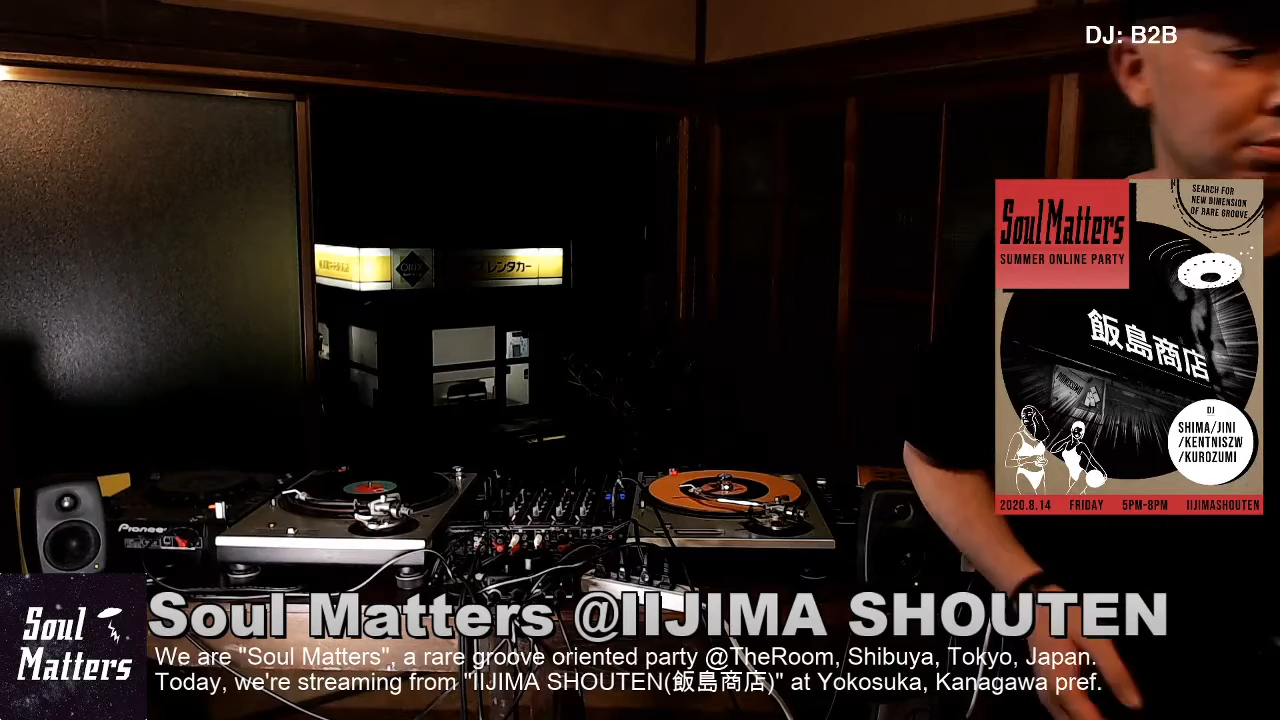 DJ: B2B
SEARCH FOR
NEW DIMENSION
OF RARE GROOVE
Soul Matters
SUMMER ONLINE PARTY
飯島商店
DJ
SHIMA/JINI
/KENTNISZW
/KUROZUMI
2020.8.14 FRIDAY 5PM-8PM IIJIMASHOUTEN
レンタカー
Pioneer
Soul
Matters
Soul Matters @IIJIMA SHOUTEN
We are "Soul Matters", a rare groove oriented party @TheRoom, Shibuya, Tokyo, Japan.
Today, we're streaming from "IIJIMA SHOUTEN(飯島商店)" at Yokosuka, Kanagawa pref.